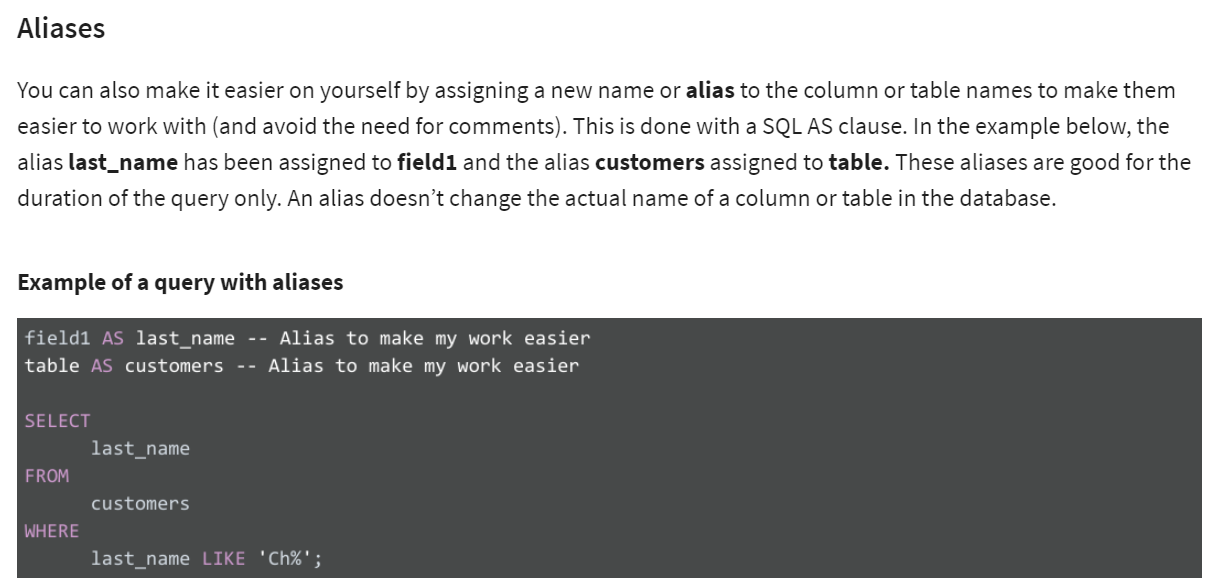 Aliases
You can also make it easier on yourself by assigning a new name or alias to the column or table names to make them
easier to work with (and avoid the need for comments). This is done with a SQL AS clause. In the example below, the
alias last_name has been assigned to field1 and the alias customers assigned to table. These aliases are good for the
duration of the query only. An alias doesn’t change the actual name of a column or table in the database.
Example of a query with aliases
field1 AS last_name -- Alias to make my work easier
table AS customers -- Alias to make my work easier
SELECT
last_name
FROM
customers
WHERE
last_name LIKE 'Ch%';